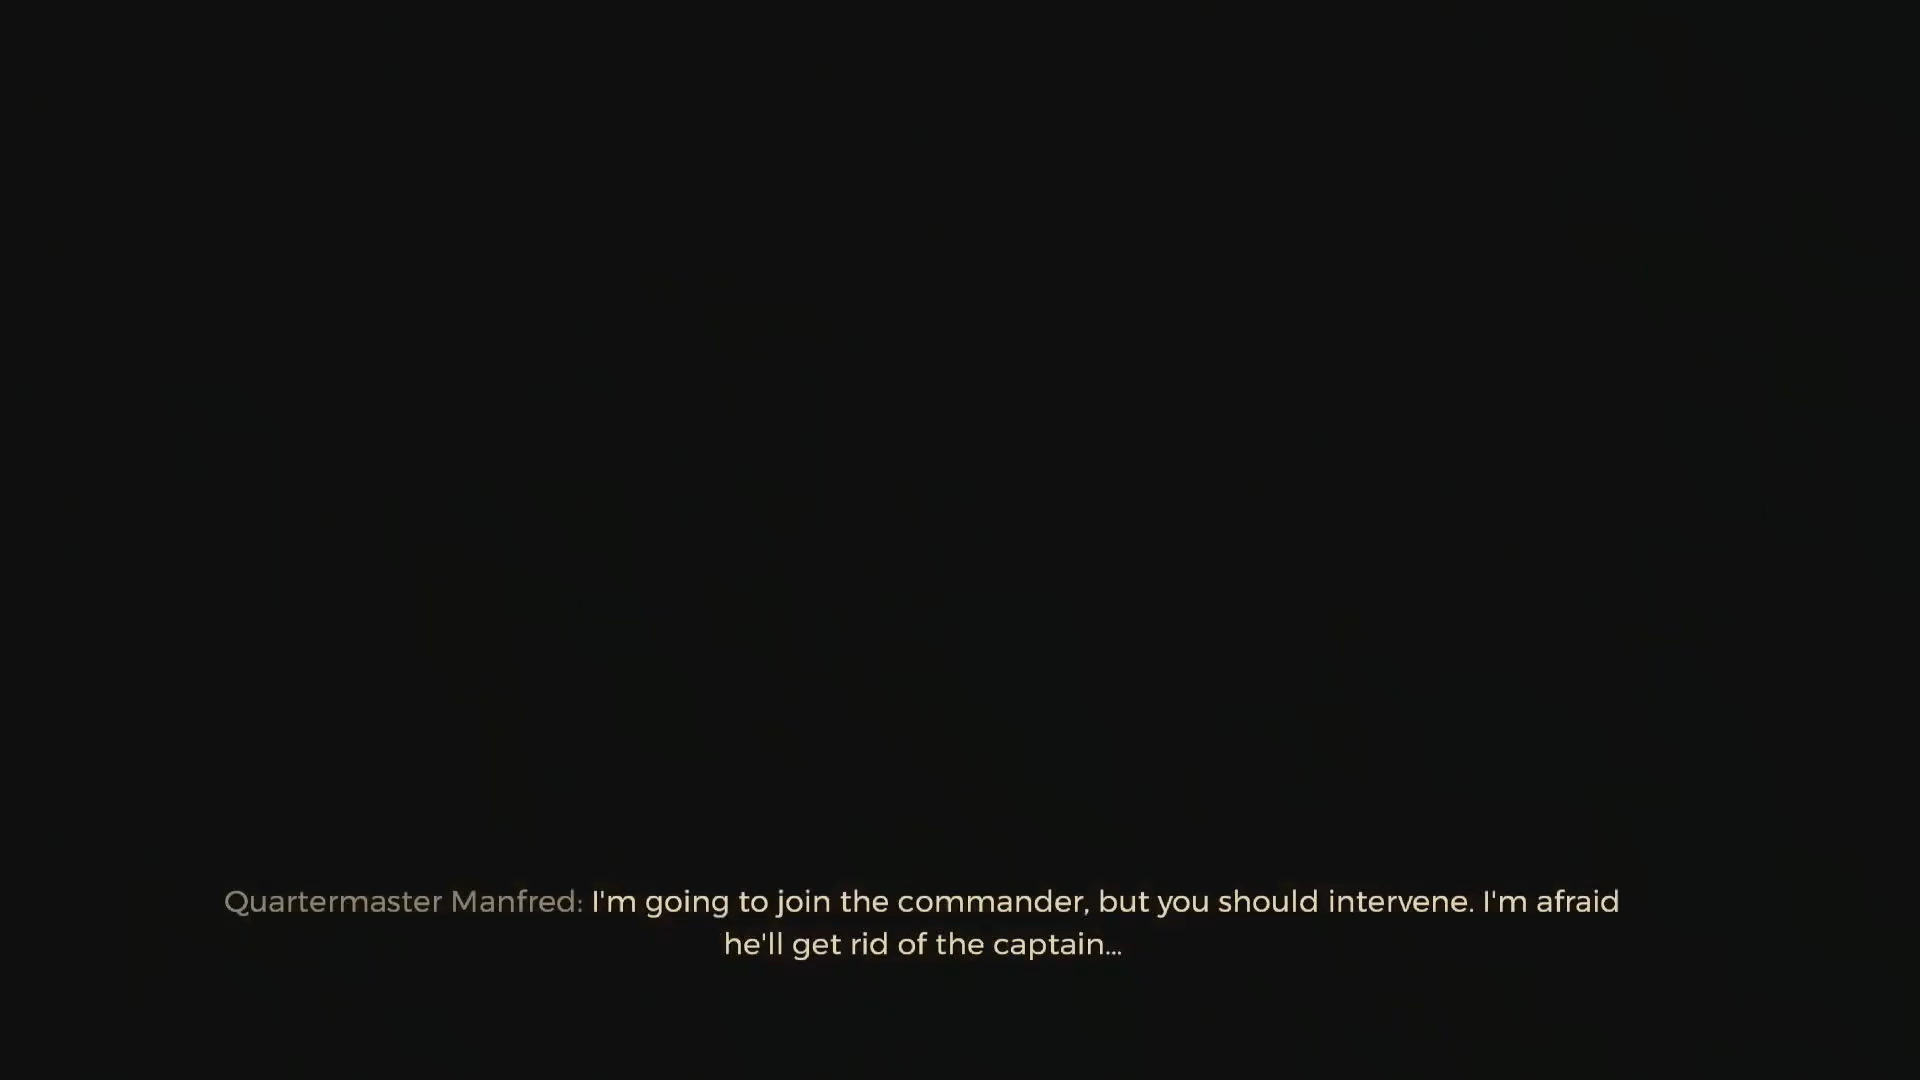 Quartermaster Manfred: I'm going to join the commander, but you should intervene. I'm afraid
he'll get rid of the captain...